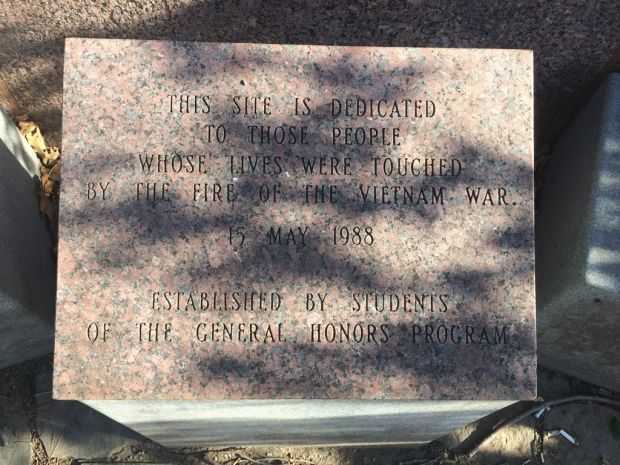 THIS SITE IS DEDICATED
TO THOSE PEOPLE
WHOSE LIVES WERE TOUCHED
BY THE FIRE OF THE VIETNAM WAR.
15 MAY 1988
ESTABLISHED BY STUDENTS
OF THE GENERAL HONORS PROGRAM